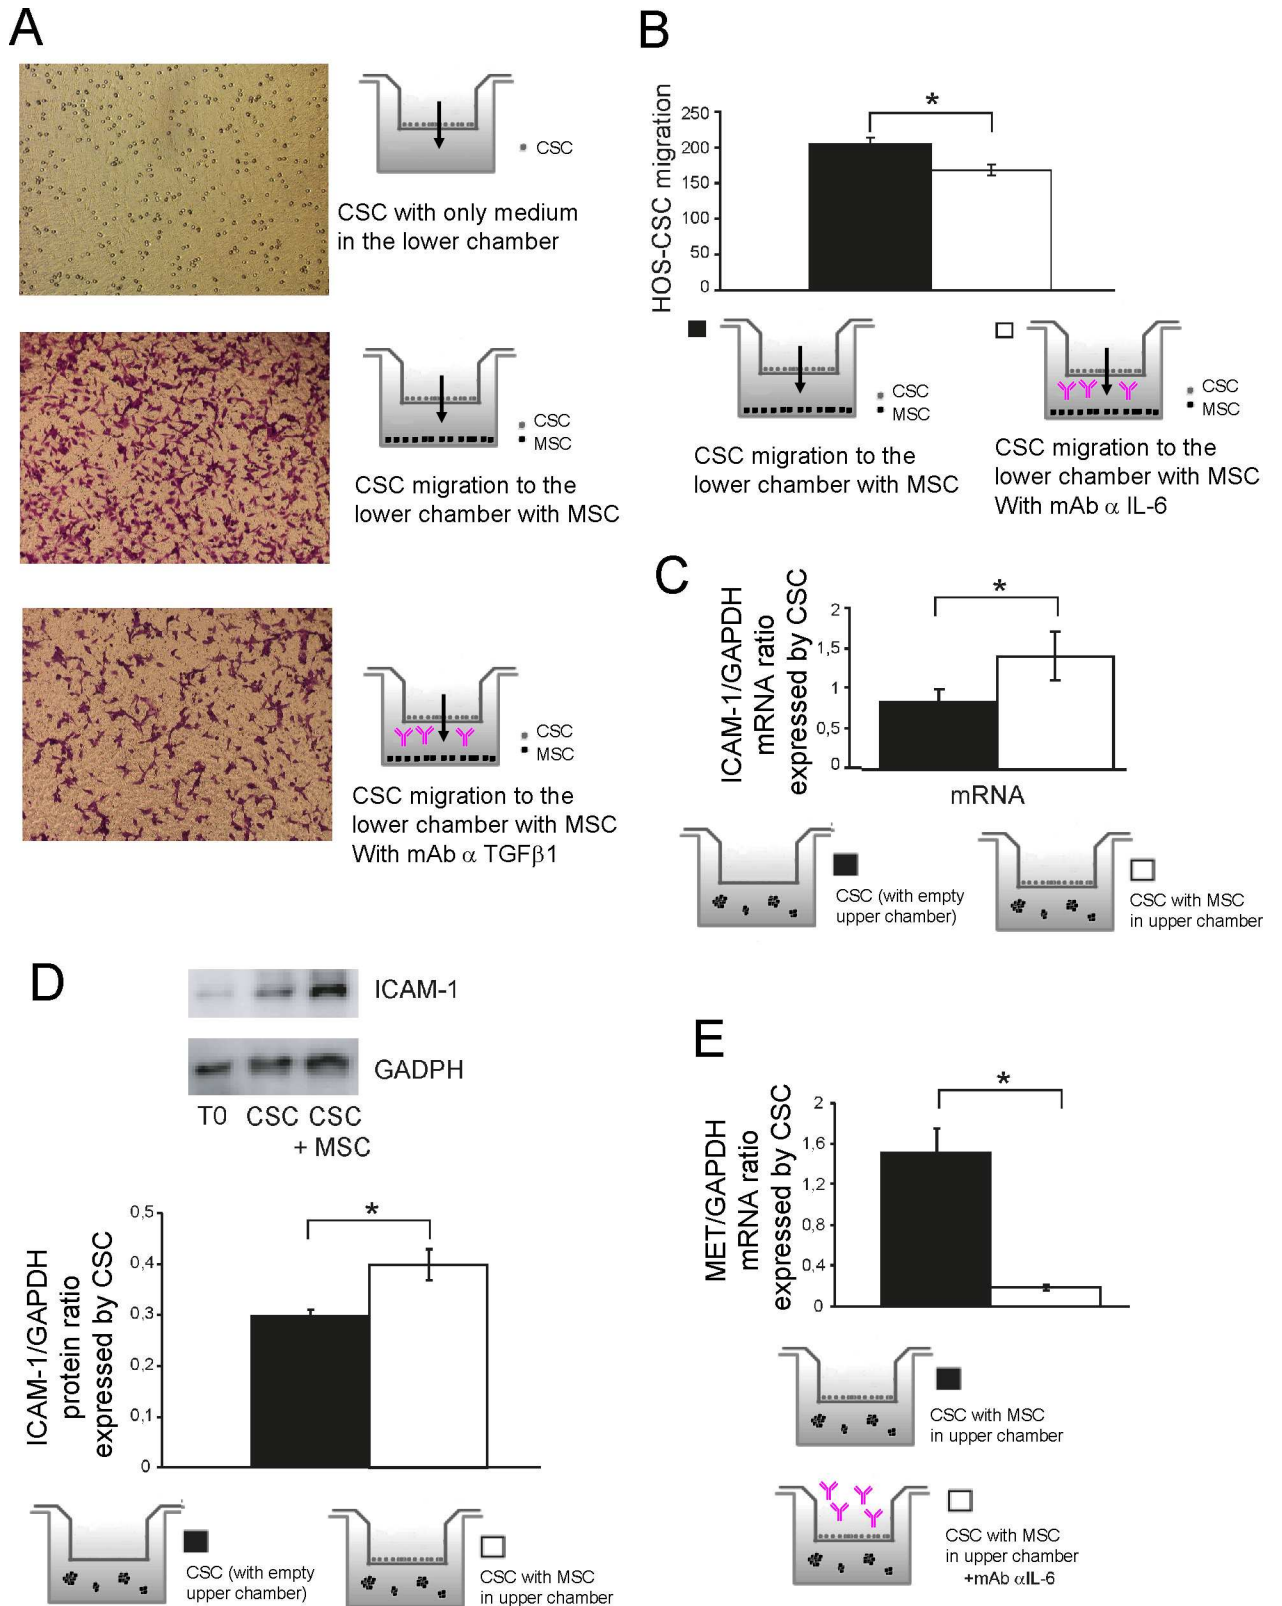 A
CSC
CSC with only medium
in the lower chamber
CSC
MSC
CSC migration to the
lower chamber with MSC
CSC
MSC
CSC migration to the
lower chamber with MSC
With mAb α TGFβ1
B
HOS-CSC migration
250
200
150
100
50
0
*
CSC
MSC
CSC migration to the
lower chamber with MSC
CSC
MSC
CSC migration to the
lower chamber with MSC
With mAb α IL-6
C
ICAM-1/GAPDH
mRNA ratio
expressed by CSC
2
1,5
1
0,5
0
*
mRNA
CSC (with empty
upper chamber)
CSC with MSC
in upper chamber
D
ICAM-1
GADPH
T0 CSC CSC
+ MSC
ICAM-1/GAPDH
protein ratio
expressed by CSC
0,5
0,4
0,3
0,2
0,1
0
*
CSC (with empty
upper chamber)
CSC with MSC
in upper chamber
E
MET/GAPDH
mRNA ratio
expressed by CSC
2
1,6
1,2
0,8
0,4
0
*
CSC with MSC
in upper chamber
CSC with MSC
in upper chamber
+mAb αIL-6